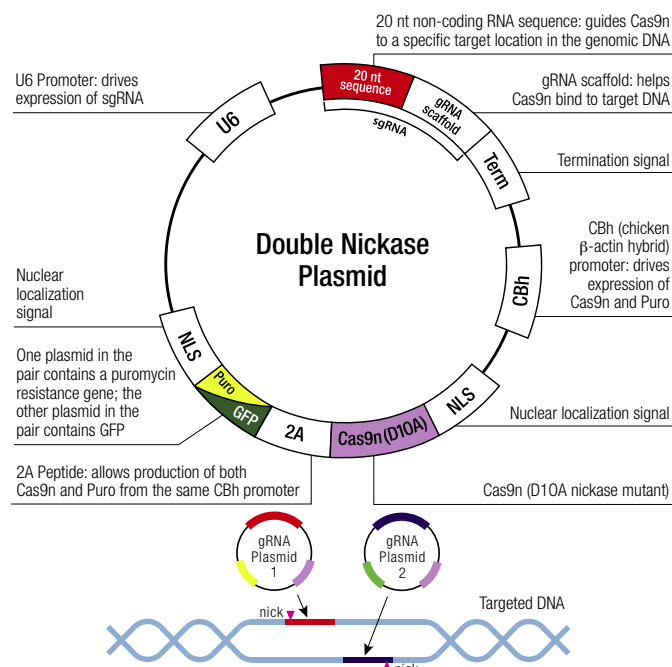 20 nt non-coding RNA sequence: guides Cas9n
to a specific target location in the genomic DNA
U6 Promoter: drives
expression of sgRNA
20 nt
sequence
gRNA
scaffold
gRNA scaffold: helps
Cas9n bind to target DNA
U6
sgRNA
Term
Termination signal
Double Nickase
Plasmid
CBh (chicken
β-actin hybrid)
promoter: drives
expression of
Cas9n and Puro
CBh
Nuclear
localization
signal
NLS
One plasmid in the
pair contains a puromycin
resistance gene; the
other plasmid in the
pair contains GFP
Puro
GFP
2A
Cas9n (D10A)
NLS
Nuclear localization signal
2A Peptide: allows production of both
Cas9n and Puro from the same CBh promoter
Cas9n (D10A nickase mutant)
gRNA
Plasmid
1
gRNA
Plasmid
2
nick
Targeted DNA
nick